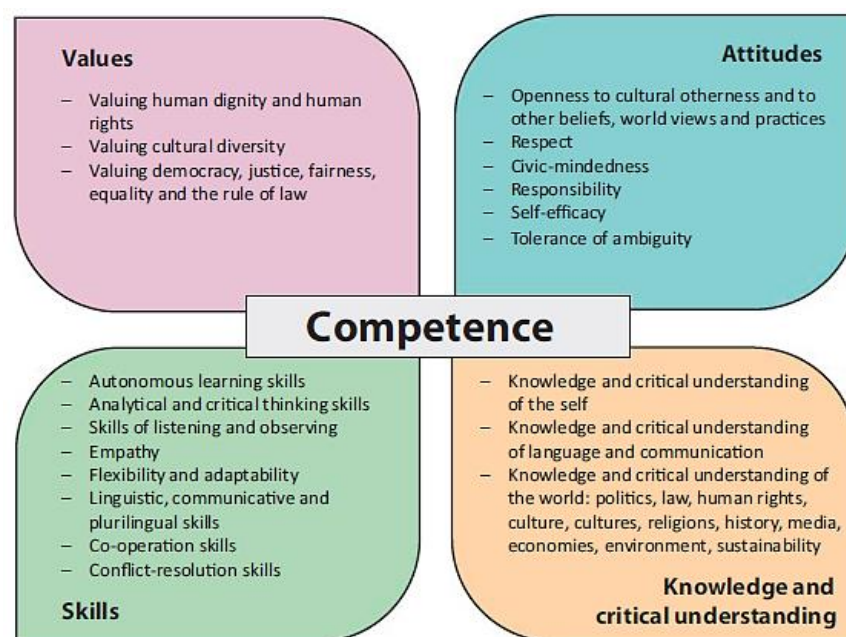 Values
– Valuing human dignity and human
rights
– Valuing cultural diversity
– Valuing democracy, justice, fairness,
equality and the rule of law
Attitudes
– Openness to cultural otherness and to
other beliefs, world views and practices
– Respect
– Civic-mindedness
– Responsibility
– Self-efficacy
– Tolerance of ambiguity
Competence
– Autonomous learning skills
– Analytical and critical thinking skills
– Skills of listening and observing
– Empathy
– Flexibility and adaptability
– Linguistic, communicative and
plurilingual skills
– Co-operation skills
– Conflict-resolution skills
Skills
– Knowledge and critical understanding
of the self
– Knowledge and critical understanding
of language and communication
– Knowledge and critical understanding of
the world: politics, law, human rights,
culture, cultures, religions, history, media,
economies, environment, sustainability
Knowledge and
critical understanding